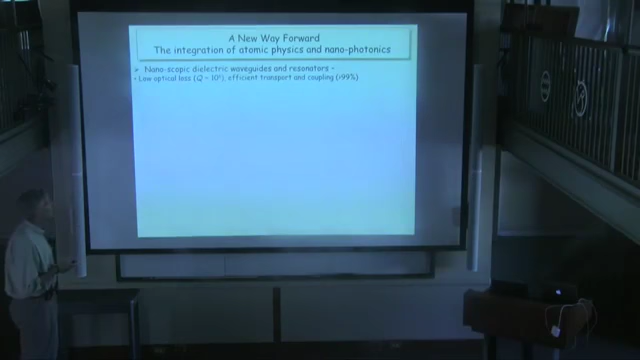 A New Way Forward
The integration of atomic physics and nano-photonics
➢ Nano-scopic dielectric waveguides and resonators –
• Low optical loss (Q ~ 10⁶), efficient transport and coupling (>99%)